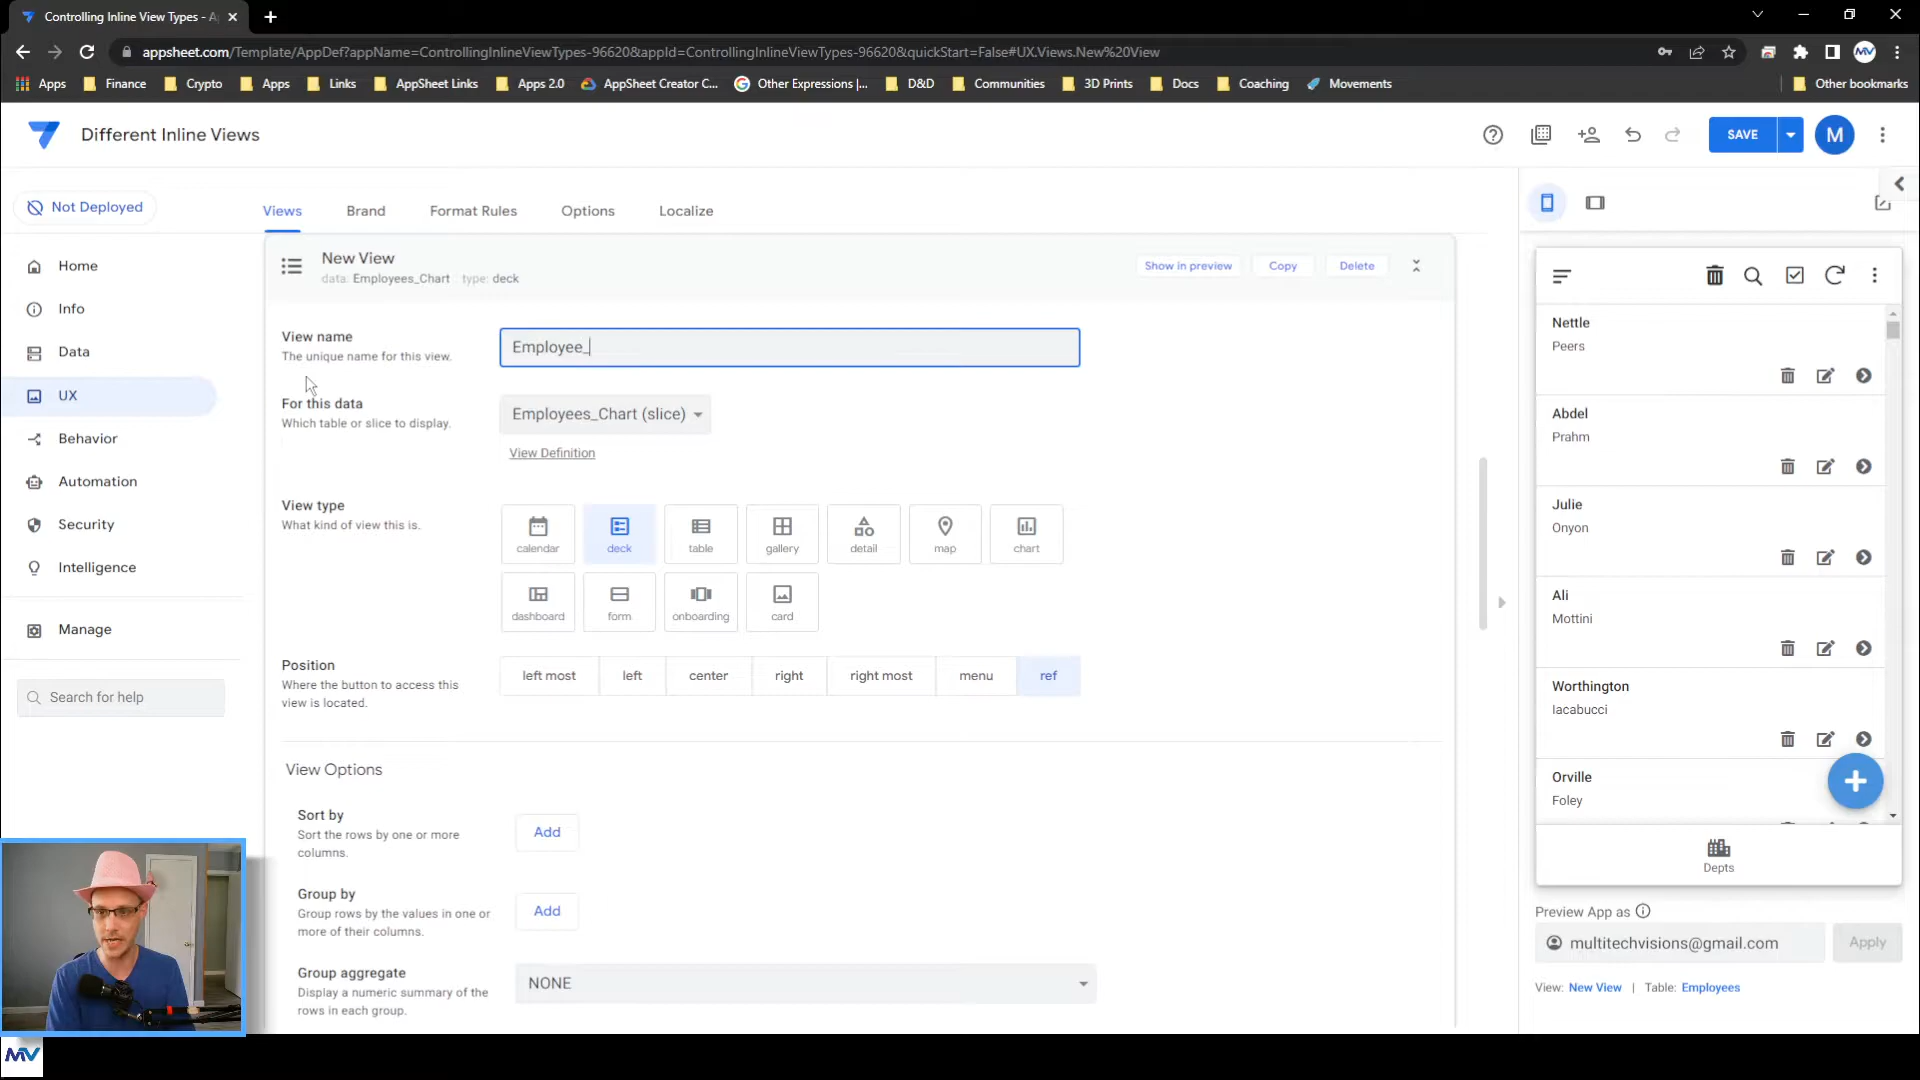 Controlling Inline View Types - A
appsheet.com/Template/AppDef?appName=ControllingInlineViewTypes-96620&appId=ControllingInlineViewTypes-96620&quickStart=False#UX.Views.New%20View
MV
Apps
Finance
Crypto
Apps
Links
AppSheet Links
Apps 2.0
AppSheet Creator C...
Other Expressions |...
D&D
Communities
3D Prints
Docs
Coaching
Movements
Other bookmarks
Different Inline Views
SAVE
M
Not Deployed
Views
Brand
Format Rules
Options
Localize
Home
Info
Data
UX
Behavior
Automation
Security
Intelligence
Manage
Search for help
New View
data: Employees_Chart type: deck
Show in preview
Copy
Delete
View name
The unique name for this view.
Employee_
For this data
Which table or slice to display.
Employees_Chart (slice)
View Definition
View type
What kind of view this is.
calendar
deck
table
gallery
detail
map
chart
dashboard
form
onboarding
card
Position
Where the button to access this
view is located.
left most
left
center
right
right most
menu
ref
View Options
Sort by
Sort the rows by one or more
columns.
Add
Group by
Group rows by the values in one or
more of their columns.
Add
Group aggregate
Display a numeric summary of the
rows in each group.
NONE
Nettle
Peers
Abdel
Prahm
Julie
Onyon
Ali
Mottini
Worthington
Iacabucci
Orville
Foley
Depts
Preview App as
multitechvisions@gmail.com
Apply
View: New View | Table: Employees
MV